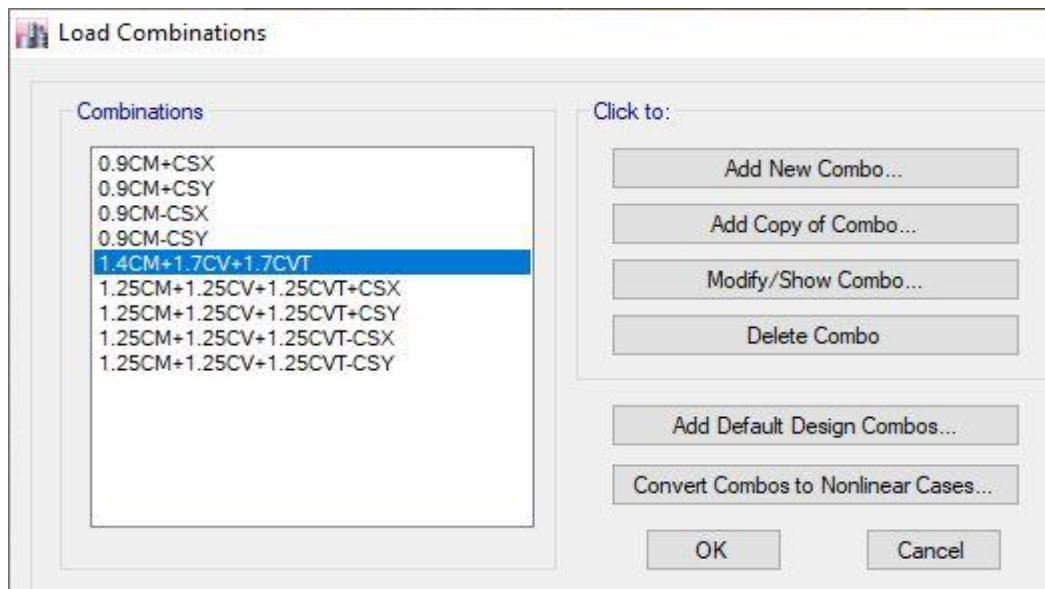 Load Combinations
Combinations
0.9CM+CSX
0.9CM+CSY
0.9CM-CSX
0.9CM-CSY
1.4CM+1.7CV+1.7CVT
1.25CM+1.25CV+1.25CVT+CSX
1.25CM+1.25CV+1.25CVT+CSY
1.25CM+1.25CV+1.25CVT-CSX
1.25CM+1.25CV+1.25CVT-CSY
Click to:
Add New Combo...
Add Copy of Combo...
Modify/Show Combo...
Delete Combo
Add Default Design Combos...
Convert Combos to Nonlinear Cases...
OK
Cancel